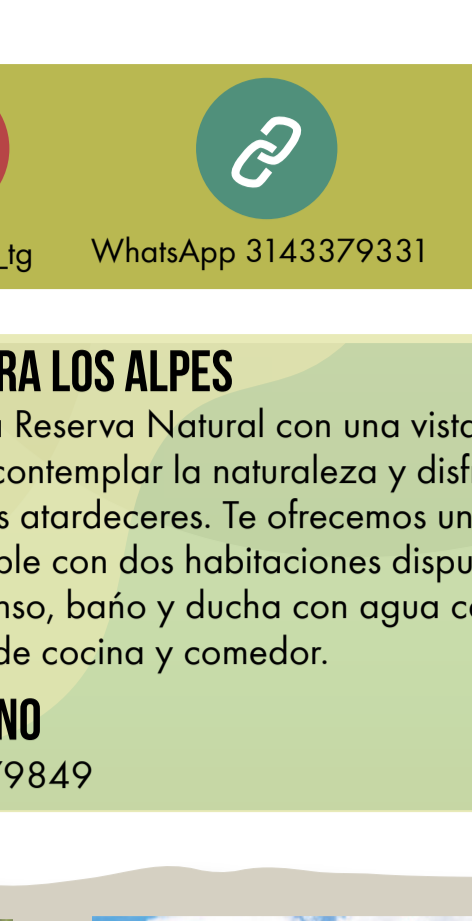 _tg
WhatsApp 3143379331
RA LOS ALPES
Reserva Natural con una vista
contemplar la naturaleza y disf
s atardeceres. Te ofrecemos un
ble con dos habitaciones dispu
nso, bańo y ducha con agua c
de cocina y comedor.
NO
79849